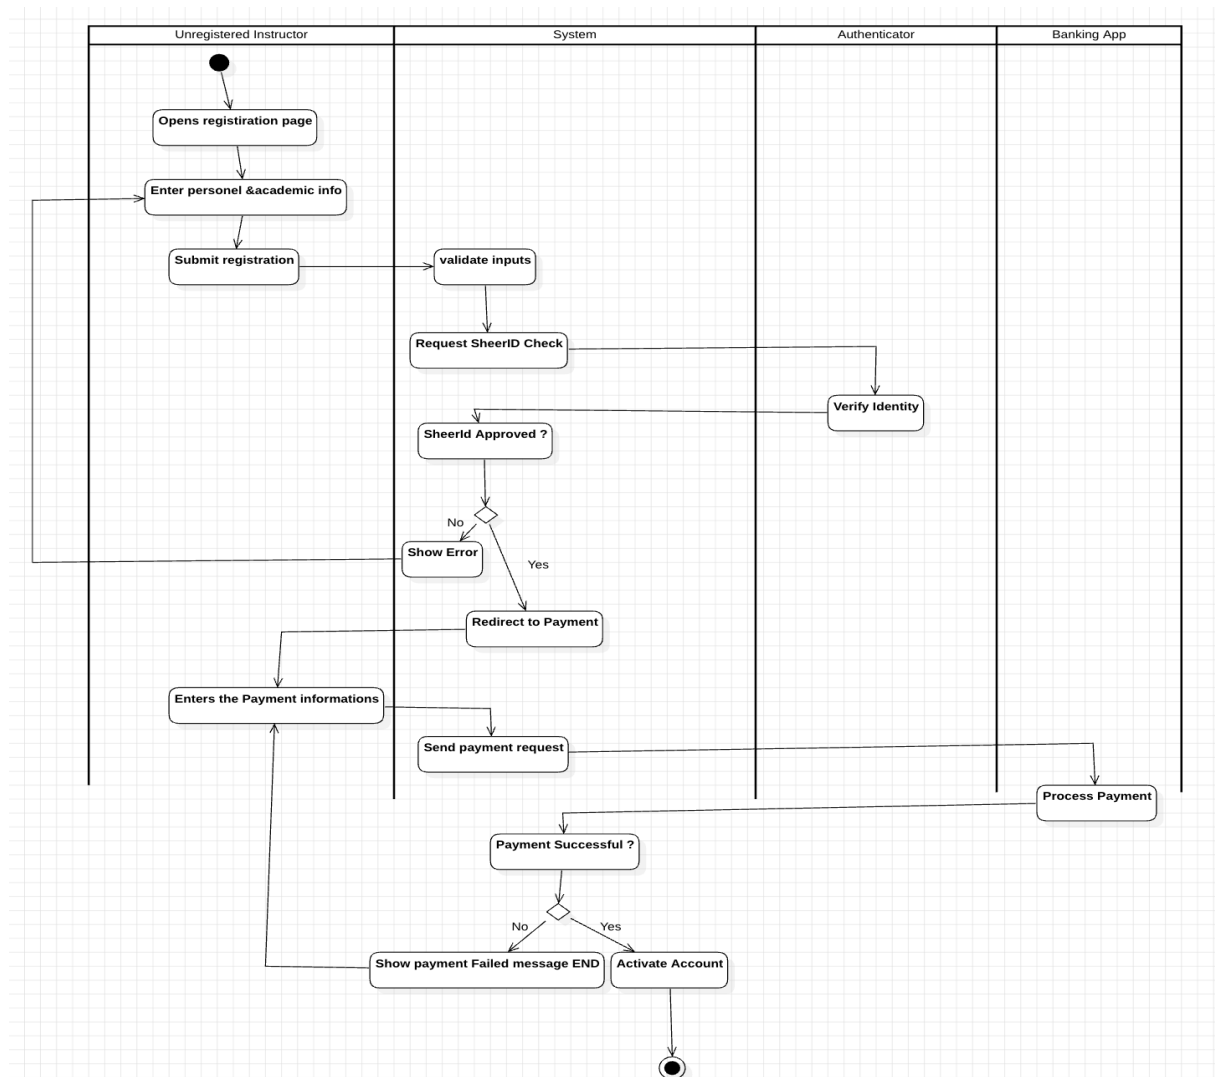 Unregistered Instructor
System
Authenticator
Banking App
Opens registiration page
Enter personel &academic info
Submit registration
validate inputs
Request SheerID Check
Verify Identity
SheerId Approved ?
No
Show Error
Yes
Redirect to Payment
Enters the Payment informations
Send payment request
Process Payment
Payment Successful ?
No
Yes
Show payment Failed message END
Activate Account